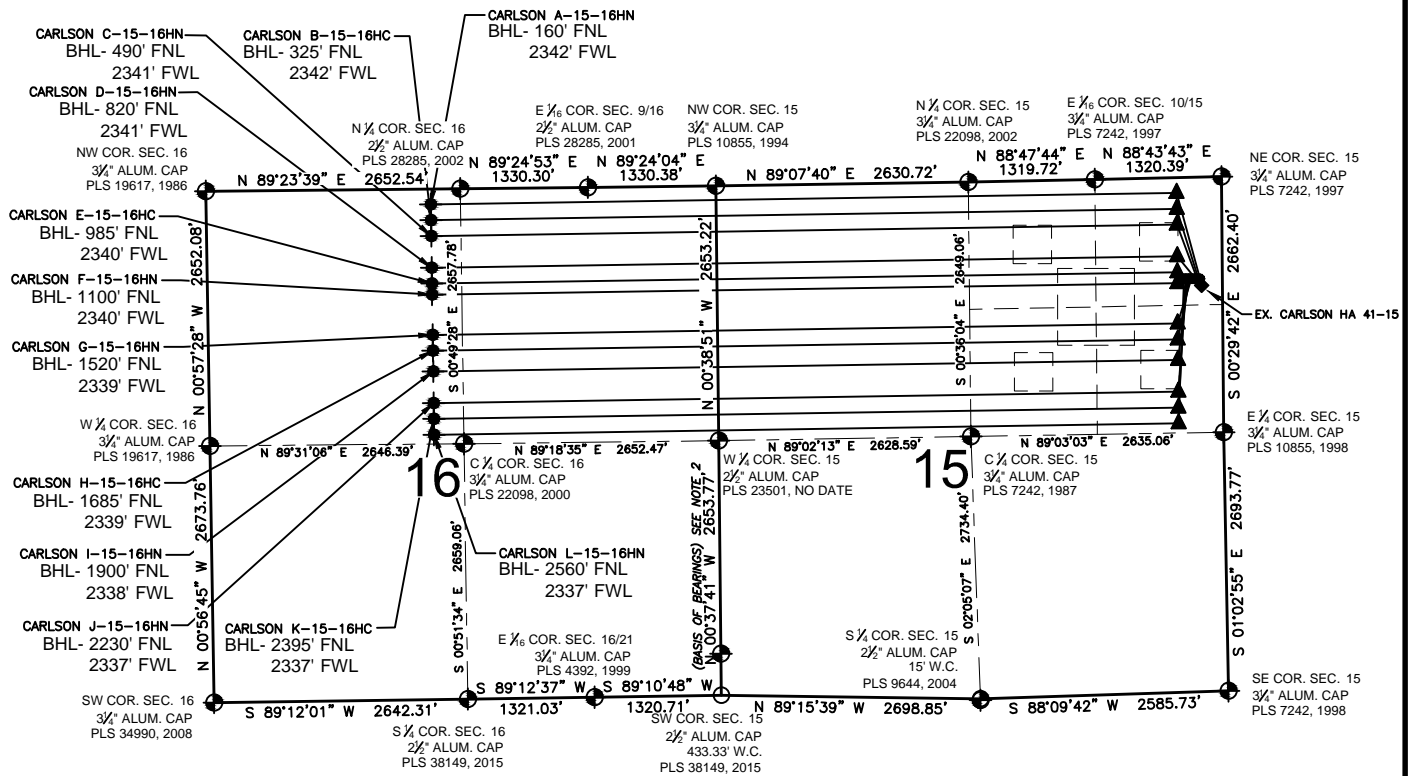 CARLSON A-15-16HN
BHL- 160' FNL
2342' FWL
CARLSON B-15-16HC
BHL- 325' FNL
2342' FWL
CARLSON C-15-16HN
BHL- 490' FNL
2341' FWL
CARLSON D-15-16HN
BHL- 820' FNL
2341' FWL
NW COR. SEC. 16
3¼" ALUM. CAP
PLS 19617, 1986
N ¼ COR. SEC. 16
2½" ALUM. CAP
PLS 28285, 2002
E 1⁄16 COR. SEC. 9/16
2½" ALUM. CAP
PLS 28285, 2001
NW COR. SEC. 15
3¼" ALUM. CAP
PLS 10855, 1994
N ¼ COR. SEC. 15
3¼" ALUM. CAP
PLS 22098, 2002
E 1⁄16 COR. SEC. 10/15
3¼" ALUM. CAP
PLS 7242, 1997
NE COR. SEC. 15
3¼" ALUM. CAP
PLS 7242, 1997
N 89°23'39" E 2652.54'
N 89°24'53" E
1330.30'
N 89°24'04" E
1330.38'
N 89°07'40" E 2630.72'
N 88°47'44" E
1319.72'
N 88°43'43" E
1320.39'
CARLSON E-15-16HC
BHL- 985' FNL
2340' FWL
CARLSON F-15-16HN
BHL- 1100' FNL
2340' FWL
CARLSON G-15-16HN
BHL- 1520' FNL
2339' FWL
N 00°57'28" W 2652.08'
S 00°49'28" E 2657.78'
N 00°38'51" W 2653.22'
S 00°36'04" E 2649.06'
S 00°29'42" E 2662.40'
EX. CARLSON HA 41-15
W ¼ COR. SEC. 16
3¼" ALUM. CAP
PLS 19617, 1986
N 89°31'06" E 2646.39'
N 89°18'35" E 2652.47'
N 89°02'13" E 2628.59'
N 89°03'03" E 2635.06'
E ¼ COR. SEC. 15
3¼" ALUM. CAP
PLS 10855, 1998
16
C ¼ COR. SEC. 16
3¼" ALUM. CAP
PLS 22098, 2000
W ¼ COR. SEC. 15
2½" ALUM. CAP
PLS 23501, NO DATE
15
C ¼ COR. SEC. 15
3¼" ALUM. CAP
PLS 7242, 1987
CARLSON H-15-16HC
BHL- 1685' FNL
2339' FWL
CARLSON I-15-16HN
BHL- 1900' FNL
2338' FWL
CARLSON J-15-16HN
BHL- 2230' FNL
2337' FWL
CARLSON K-15-16HC
BHL- 2395' FNL
2337' FWL
CARLSON L-15-16HN
BHL- 2560' FNL
2337' FWL
N 00°56'45" W 2673.76'
S 00°51'34" E 2659.06'
(BASIS OF BEARINGS) SEE NOTE 2
N 00°37'41" W 2653.77'
S 02°05'07" E 2734.40'
S 01°02'55" E 2693.77'
E 1⁄16 COR. SEC. 16/21
3¼" ALUM. CAP
PLS 4392, 1999
S ¼ COR. SEC. 15
2½" ALUM. CAP
15' W.C.
PLS 9644, 2004
SW COR. SEC. 16
3¼" ALUM. CAP
PLS 34990, 2008
S 89°12'01" W 2642.31'
S 89°12'37" W
1321.03'
S 89°10'48" W
1320.71'
N 89°15'39" W 2698.85'
S 88°09'42" W 2585.73'
SE COR. SEC. 15
3¼" ALUM. CAP
PLS 7242, 1998
S ¼ COR. SEC. 16
2½" ALUM. CAP
PLS 38149, 2015
SW COR. SEC. 15
2½" ALUM. CAP
433.33' W.C.
PLS 38149, 2015